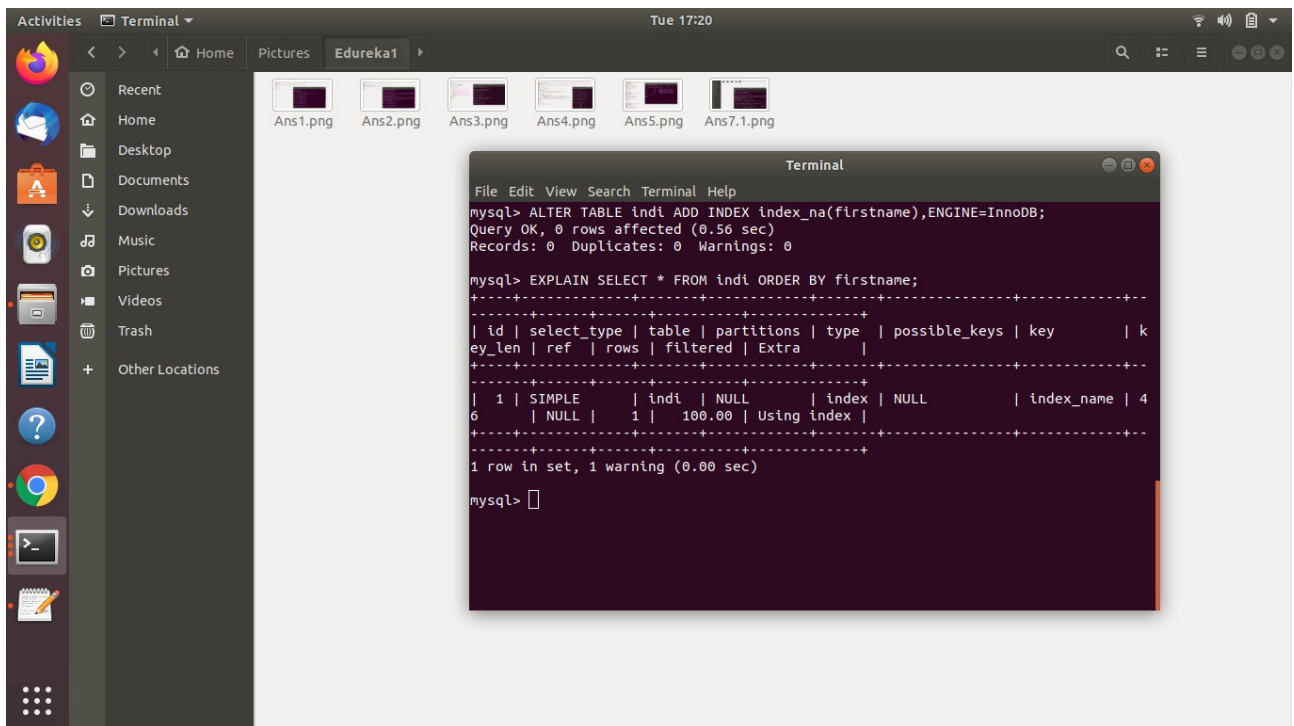 Activities Terminal Tue 17:20
Home Pictures Edureka1
Recent
Home
Desktop
Documents
Downloads
Music
Pictures
Videos
Trash
+ Other Locations
Ans1.png Ans2.png Ans3.png Ans4.png Ans5.png Ans7.1.png
Terminal
File Edit View Search Terminal Help
mysql> ALTER TABLE indi ADD INDEX index_na(firstname),ENGINE=InnoDB;
Query OK, 0 rows affected (0.56 sec)
Records: 0  Duplicates: 0  Warnings: 0
mysql> EXPLAIN SELECT * FROM indi ORDER BY firstname;
+----+-------------+-------+------------+-------+---------------+------------+--
-------+------+------+----------+-------------+
| id | select_type | table | partitions | type  | possible_keys | key        | k
ey_len | ref  | rows | filtered | Extra       |
+----+-------------+-------+------------+-------+---------------+------------+--
-------+------+------+----------+-------------+
|  1 | SIMPLE      | indi  | NULL       | index | NULL          | index_name | 4
6      | NULL |    1 |   100.00 | Using index |
+----+-------------+-------+------------+-------+---------------+------------+--
-------+------+------+----------+-------------+
1 row in set, 1 warning (0.00 sec)
mysql>